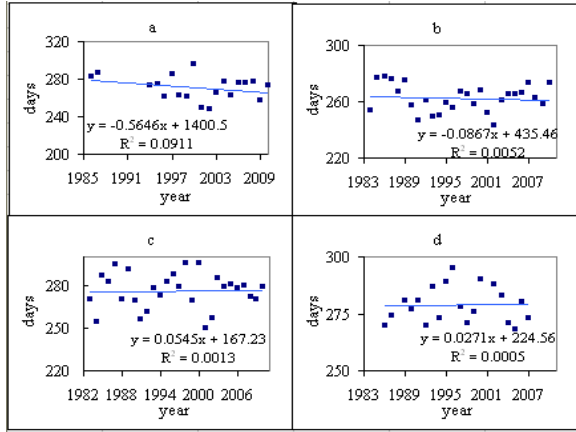 a
320
280
240
200
days
y = -0.5646x + 1400.5
R² = 0.0911
1985 1991 1997 2003 2009
year
b
300
260
220
days
y = -0.0867x + 435.46
R² = 0.0052
1983 1989 1995 2001 2007
year
c
280
250
220
days
y = 0.0545x + 167.23
R² = 0.0013
1982 1988 1994 2000 2006
year
d
300
275
250
days
y = 0.0271x + 224.56
R² = 0.0005
1983 1989 1995 2001 2007
year